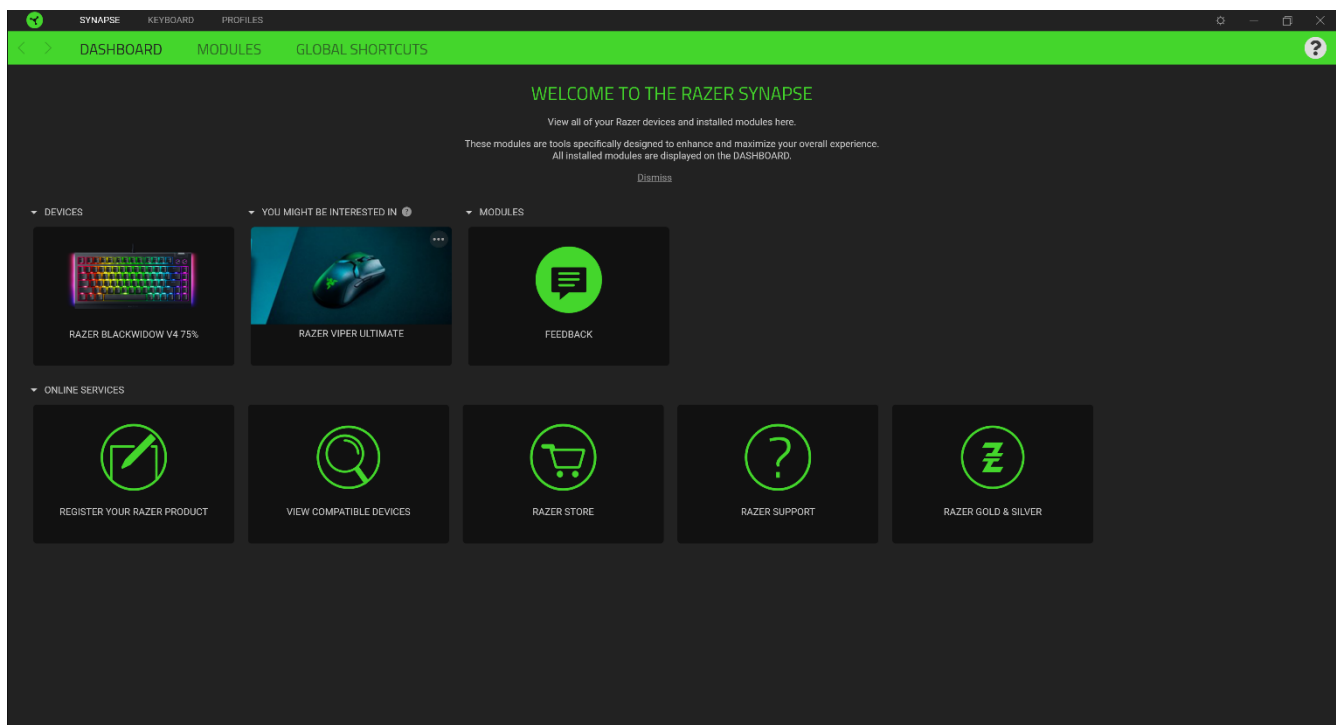 SYNAPSE KEYBOARD PROFILES
DASHBOARD MODULES GLOBAL SHORTCUTS
?
WELCOME TO THE RAZER SYNAPSE
View all of your Razer devices and installed modules here.
These modules are tools specifically designed to enhance and maximize your overall experience.
All installed modules are displayed on the DASHBOARD.
Dismiss
DEVICES
YOU MIGHT BE INTERESTED IN ?
MODULES
RAZER BLACKWIDOW V4 75%
RAZER VIPER ULTIMATE
FEEDBACK
ONLINE SERVICES
REGISTER YOUR RAZER PRODUCT
VIEW COMPATIBLE DEVICES
RAZER STORE
?
RAZER SUPPORT
RAZER GOLD & SILVER